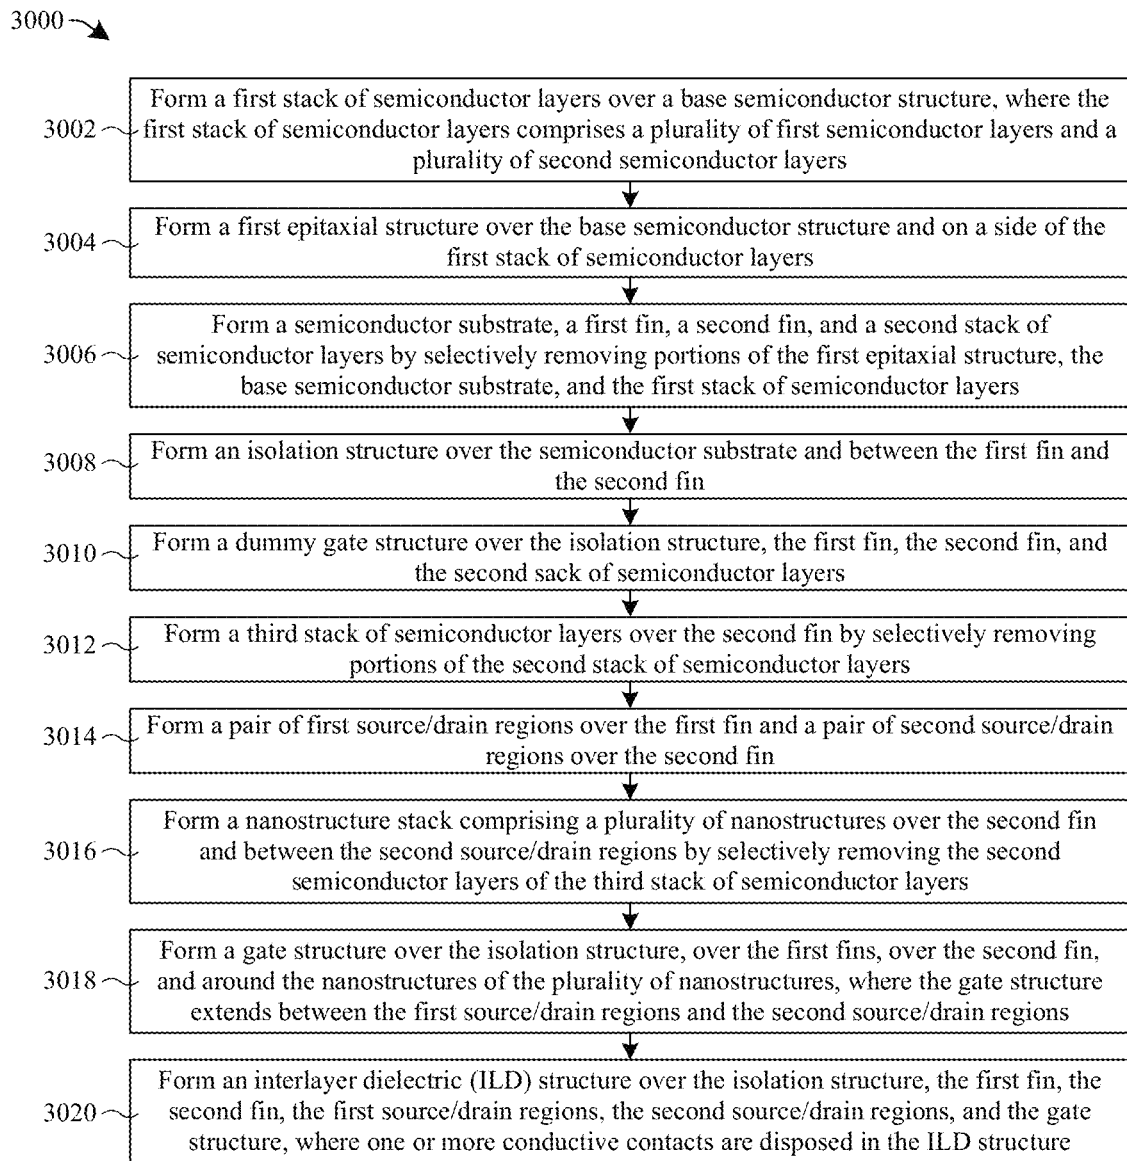 3000
Form a first stack of semiconductor layers over a base semiconductor structure, where the
3002
first stack of semiconductor layers comprises a plurality of first semiconductor layers and a
plurality of second semiconductor layers
Form a first epitaxial structure over the base semiconductor structure and on a side of the
3004
first stack of semiconductor layers
Form a semiconductor substrate, a first fin, a second fin, and a second stack of
3006
semiconductor layers by selectively removing portions of the first epitaxial structure, the
base semiconductor substrate, and the first stack of semiconductor layers
Form an isolation structure over the semiconductor substrate and between the first fin and
3008
the second fin
Form a dummy gate structure over the isolation structure, the first fin, the second fin, and
3010
the second sack of semiconductor layers
Form a third stack of semiconductor layers over the second fin by selectively removing
3012
portions of the second stack of semiconductor layers
Form a pair of first source/drain regions over the first fin and a pair of second source/drain
3014
regions over the second fin
Form a nanostructure stack comprising a plurality of nanostructures over the second fin
3016
and between the second source/drain regions by selectively removing the second
semiconductor layers of the third stack of semiconductor layers
Form a gate structure over the isolation structure, over the first fins, over the second fin,
3018
and around the nanostructures of the plurality of nanostructures, where the gate structure
extends between the first source/drain regions and the second source/drain regions
Form an interlayer dielectric (ILD) structure over the isolation structure, the first fin, the
3020
second fin, the first source/drain regions, the second source/drain regions, and the gate
structure, where one or more conductive contacts are disposed in the ILD structure